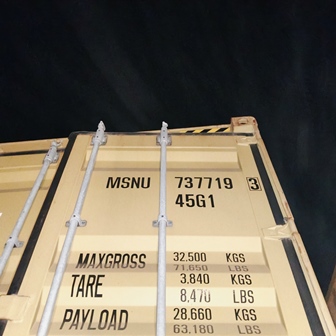 MSNU 737719 3
45G1
MAXGROSS 32.500 KGS
71,650 LBS
TARE 3,840 KGS
8.470 LBS
PAYLOAD 28.660 KGS
63,180 LBS